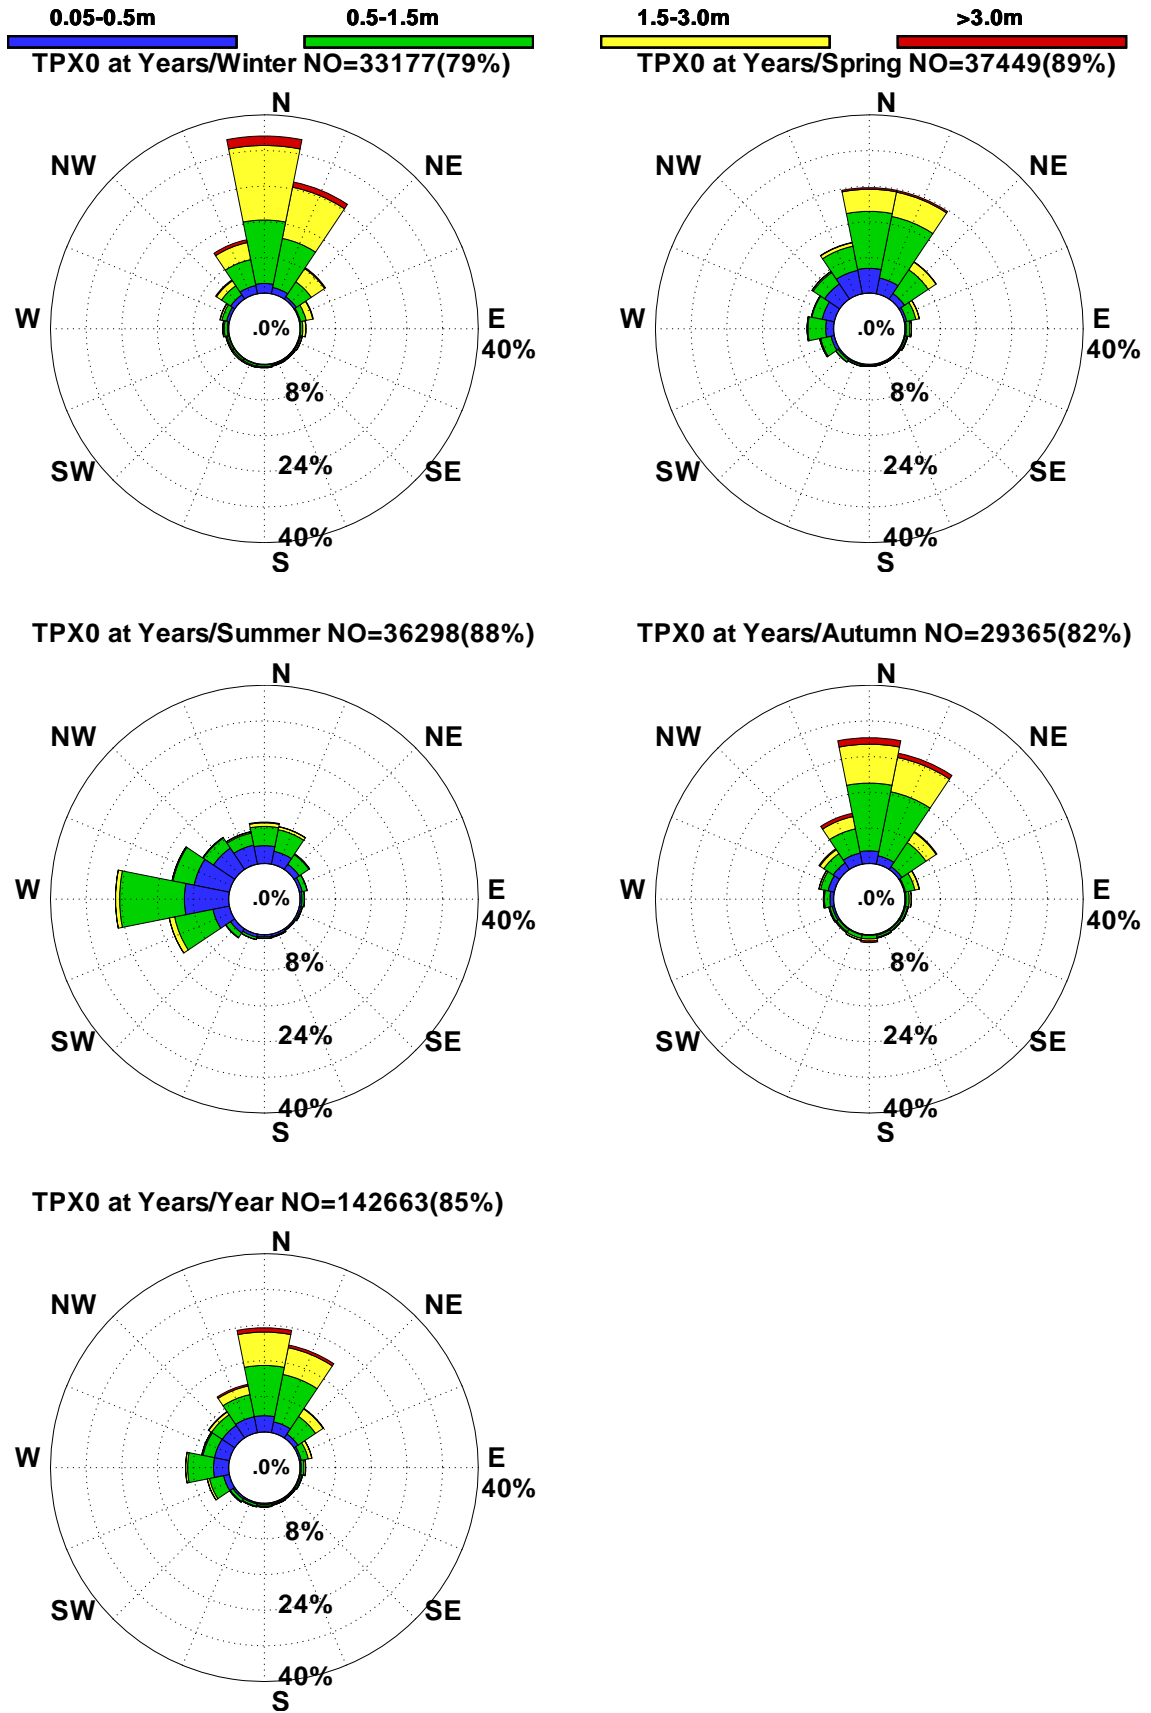 0.05-0.5m 0.5-1.5m 1.5-3.0m >3.0m
TPX0 at Years/Winter NO=33177(79%) TPX0 at Years/Spring NO=37449(89%)
N N
NW NE NW NE
W .0% E W .0% E
40% 40%
8% 8%
SW 24% SE SW 24% SE
40% 40%
S S
TPX0 at Years/Summer NO=36298(88%) TPX0 at Years/Autumn NO=29365(82%)
N N
NW NE NW NE
W .0% E W .0% E
40% 40%
8% 8%
SW 24% SE SW 24% SE
40% 40%
S S
TPX0 at Years/Year NO=142663(85%)
N
NW NE
W .0% E
40%
8%
SW 24% SE
40%
S